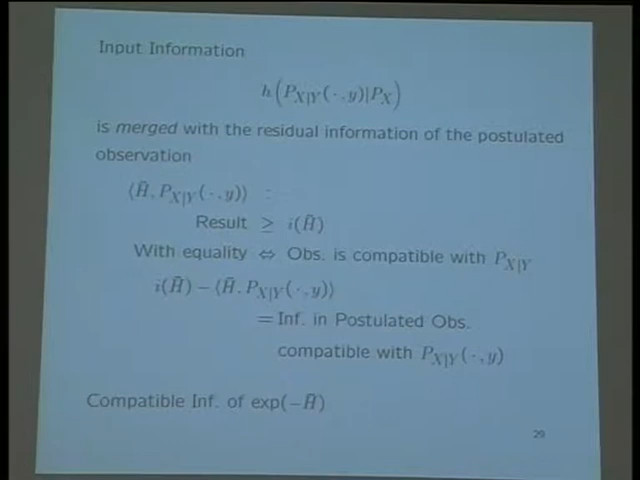 Input Information
h(P_{X|Y}(·,y)|P_X)
is merged with the residual information of the postulated
observation
⟨H̃, P_{X|Y}(·,y)⟩ :
Result ≥ i(H̃)
With equality ⇔ Obs. is compatible with P_{X|Y}
i(H̃) − ⟨H̃, P_{X|Y}(·,y)⟩
= Inf. in Postulated Obs.
compatible with P_{X|Y}(·,y)
Compatible Inf. of exp(−H̃)
29